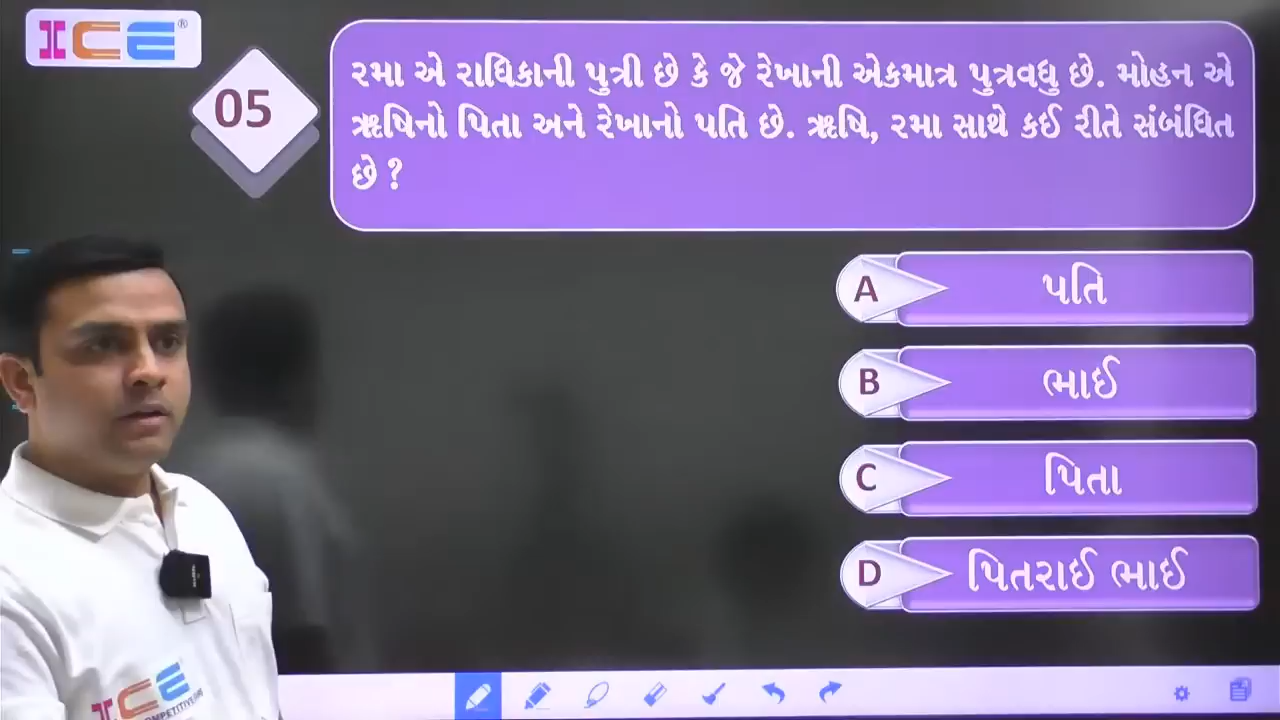 ICE®
05
રમા એ રાધિકાની પુત્રી છે કે જે રેખાની એકમાત્ર પુત્રવધુ છે. મોહન એ
ઋષિનો પિતા અને રેખાનો પતિ છે. ઋષિ, રમા સાથે કઈ રીતે સંબંધિત
છે ?
A પતિ
B ભાઈ
C પિતા
D પિતરાઈ ભાઈ
ICE